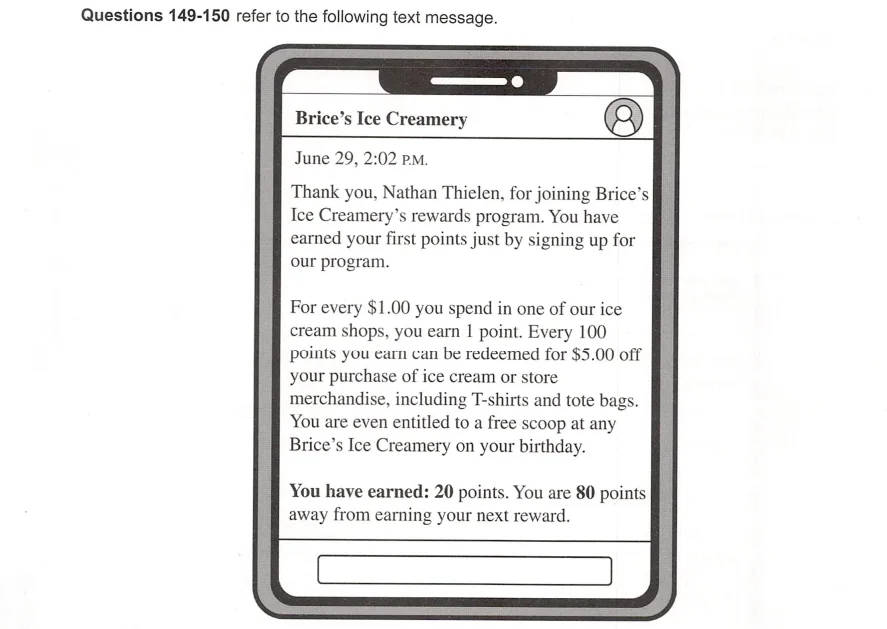 Questions 149-150 refer to the following text message.
Brice's Ice Creamery
June 29, 2:02 P.M.
Thank you, Nathan Thielen, for joining Brice's
Ice Creamery's rewards program. You have
earned your first points just by signing up for
our program.
For every $1.00 you spend in one of our ice
cream shops, you earn 1 point. Every 100
points you earn can be redeemed for $5.00 off
your purchase of ice cream or store
merchandise, including T-shirts and tote bags.
You are even entitled to a free scoop at any
Brice's Ice Creamery on your birthday.
You have earned: 20 points. You are 80 points
away from earning your next reward.